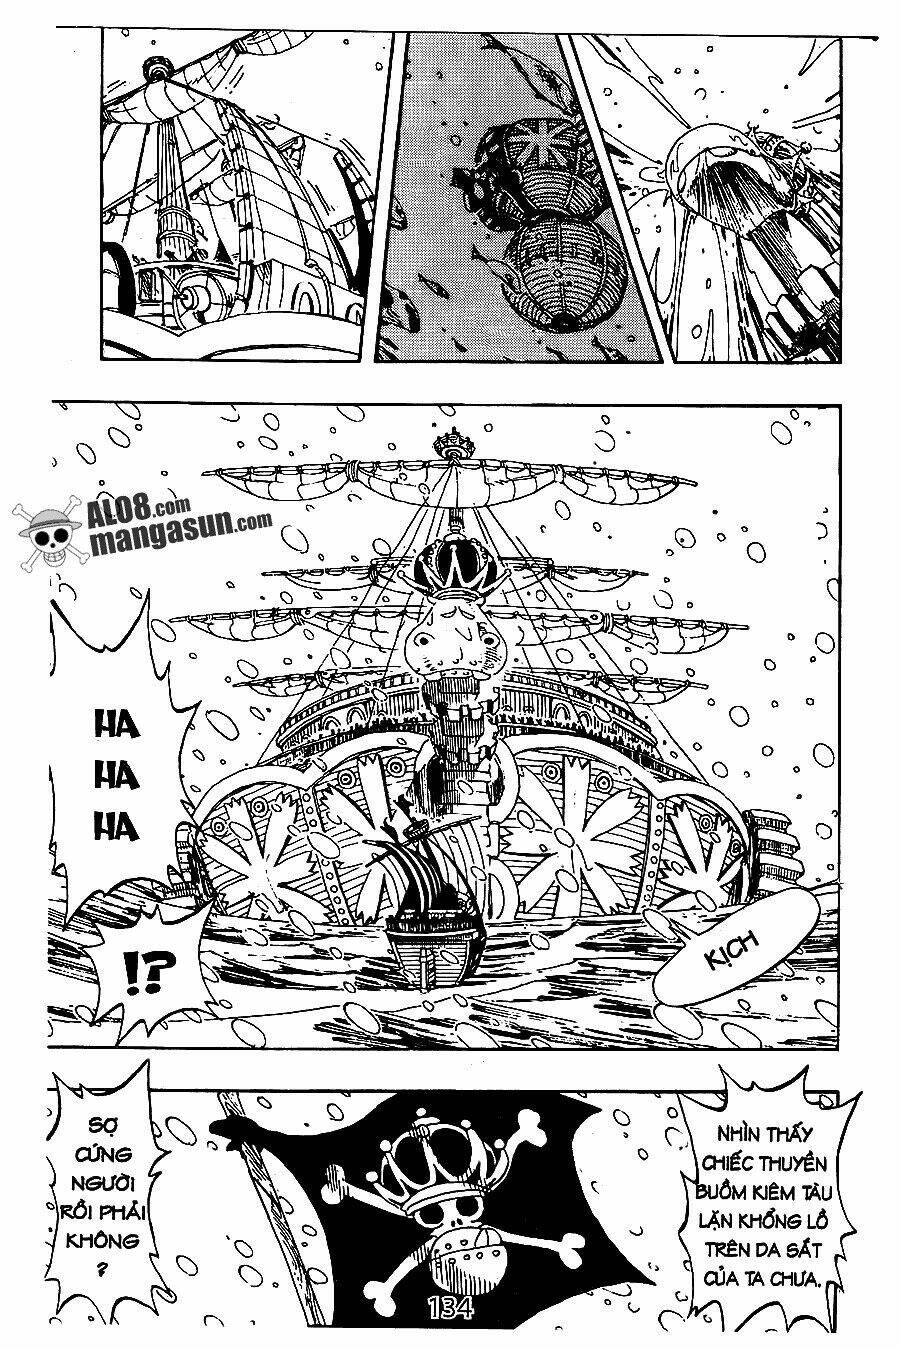 ALO8.com
mangasun.com
HA
HA
HA
!?
KỊCH
NHÌN THẤY
CHIẾC THUYỀN
BUỒM KIÊM TÀU
LẶN KHỔNG LỒ
TRÊN DA SẮT
CỦA TA CHƯA.
SỢ
CỨNG
NGƯỜI
RỒI PHẢI
KHÔNG
?
134